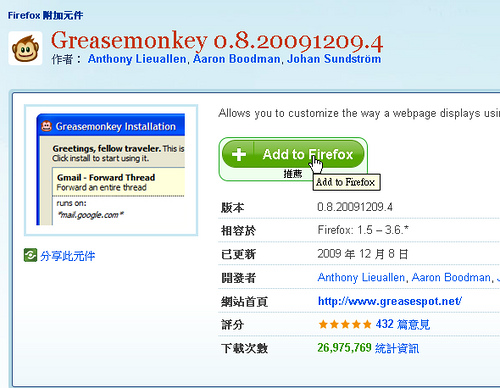 Firefox 附加元件
Greasemonkey 0.8.20091209.4
作者： Anthony Lieuallen, Aaron Boodman, Johan Sundström
Allows you to customize the way a webpage displays usin
Greasemonkey Installation
Greetings, fellow traveler. This is
Click install to start using it.
Gmail - Forward Thread
Forward an entire thread
runs on:
*mail.google.com*
分享此元件
Add to Firefox
推薦
Add to Firefox
版本 0.8.20091209.4
相容於 Firefox: 1.5 – 3.6.*
已更新 2009 年 12 月 8 日
開發者 Anthony Lieuallen, Aaron Boodman,
網站首頁 http://www.greasespot.net/
評分 432 篇意見
下載次數 26,975,769 統計資訊